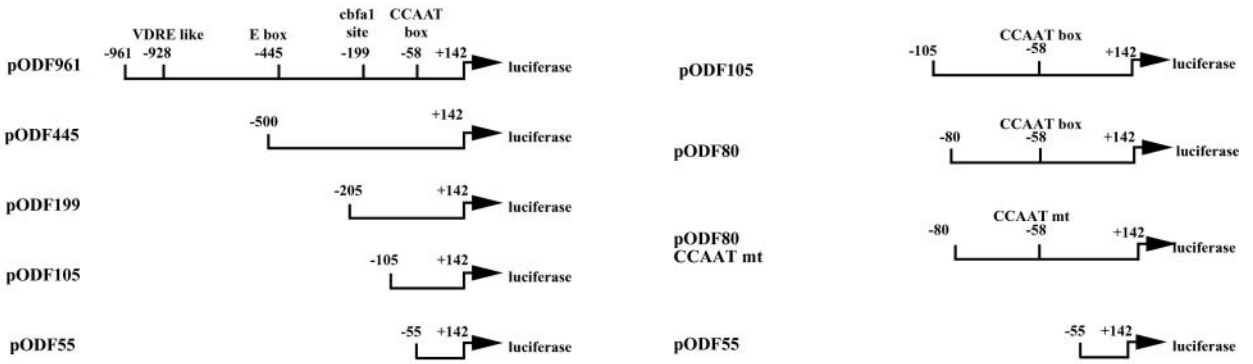 VDRE like E box cbfa1 site CCAAT box
pODF961 -961 -928 -445 -199 -58 +142 luciferase
pODF445 -500 +142 luciferase
pODF199 -205 +142 luciferase
pODF105 -105 +142 luciferase
pODF55 -55 +142 luciferase
CCAAT box
pODF105 -105 -58 +142 luciferase
CCAAT box
pODF80 -80 -58 +142 luciferase
CCAAT mt
pODF80 -80 -58 +142 luciferase
CCAAT mt
pODF55 -55 +142 luciferase